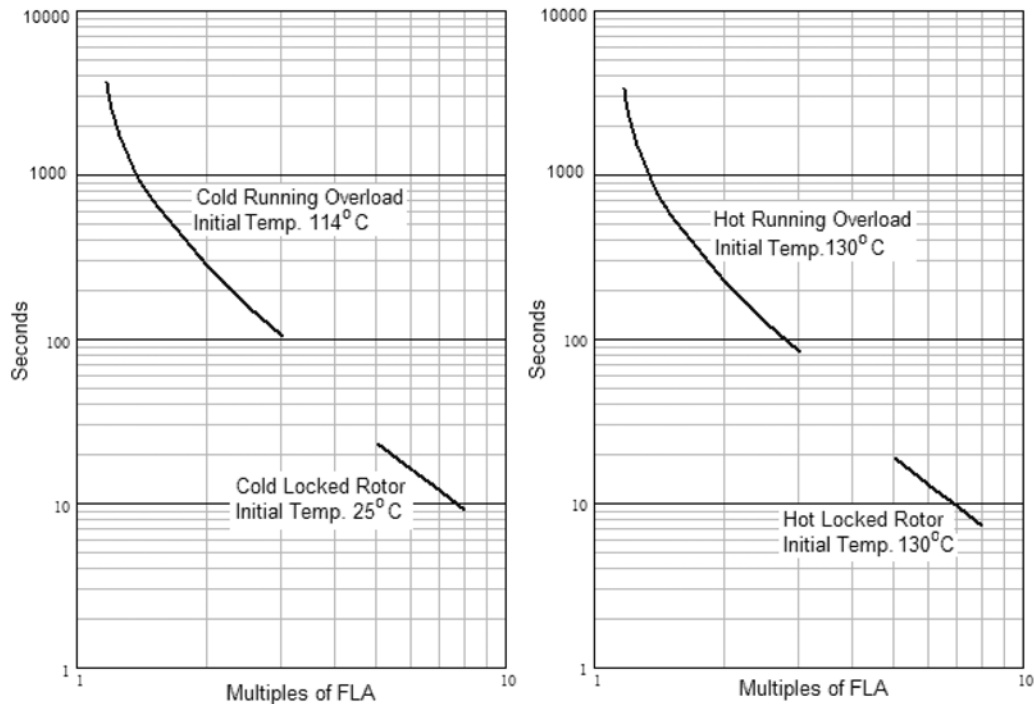 10000
1000
100
10
1
Seconds
Cold Running Overload
Initial Temp. 114° C
Cold Locked Rotor
Initial Temp. 25° C
1
10
Multiples of FLA
10000
1000
100
10
1
Seconds
Hot Running Overload
Initial Temp.130° C
Hot Locked Rotor
Initial Temp. 130°C
1
10
Multiples of FLA